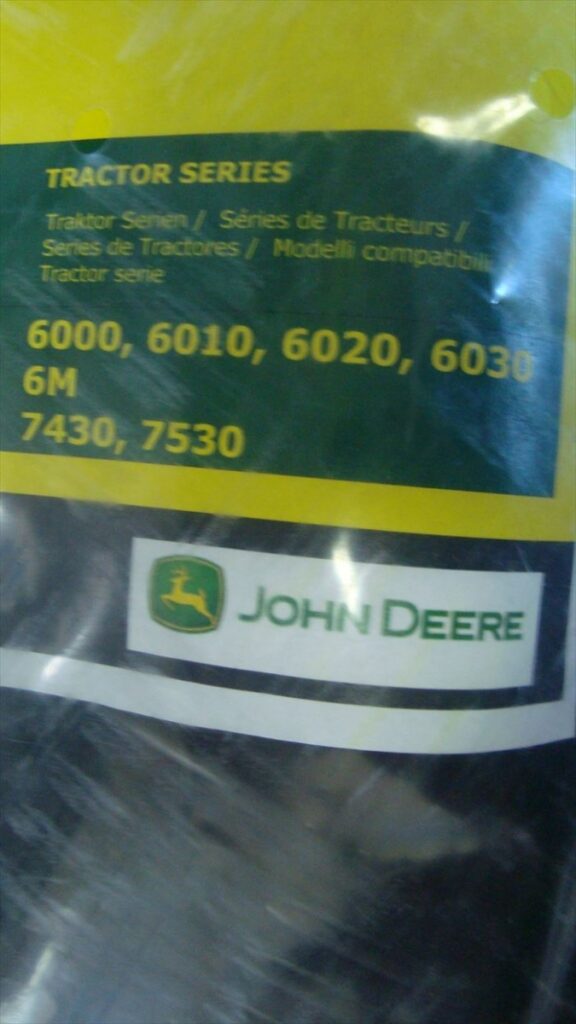 TRACTOR SERIES
Traktor Serien / Séries de Tracteurs /
Series de Tractores / Modelli compatibili
Tractor serie
6000, 6010, 6020, 6030
6M
7430, 7530
JOHN DEERE